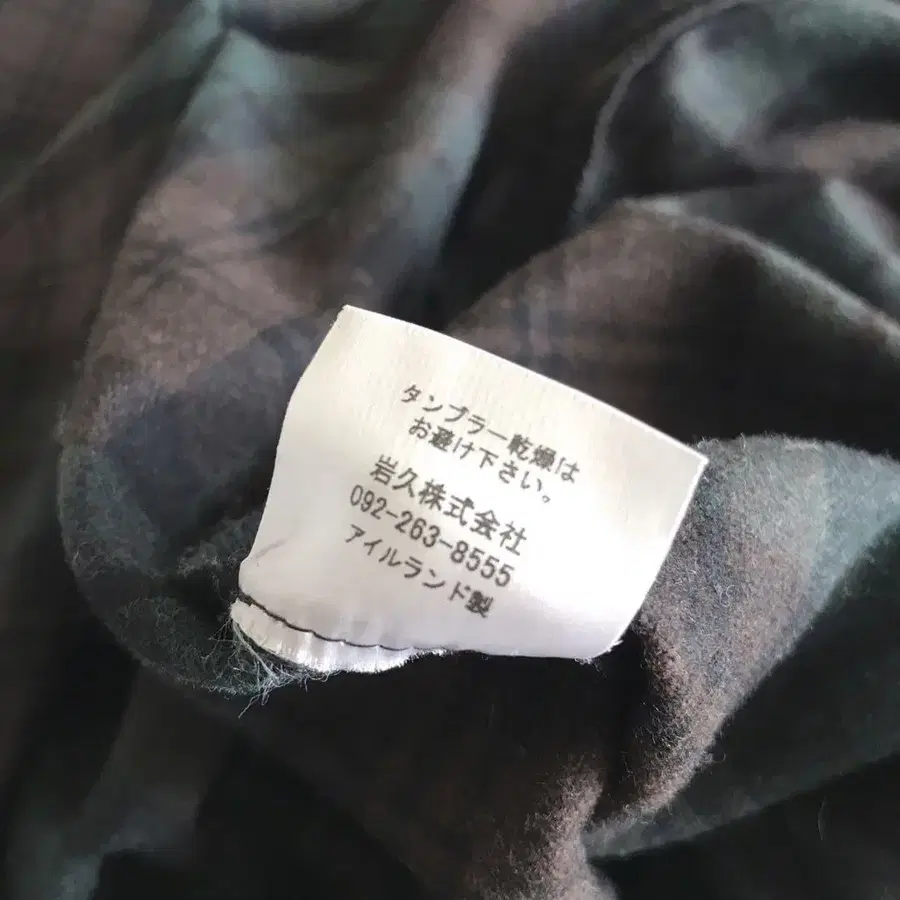 タンブラー乾燥は
お避け下さい。
岩久株式会社
092-263-8555
アイルランド製